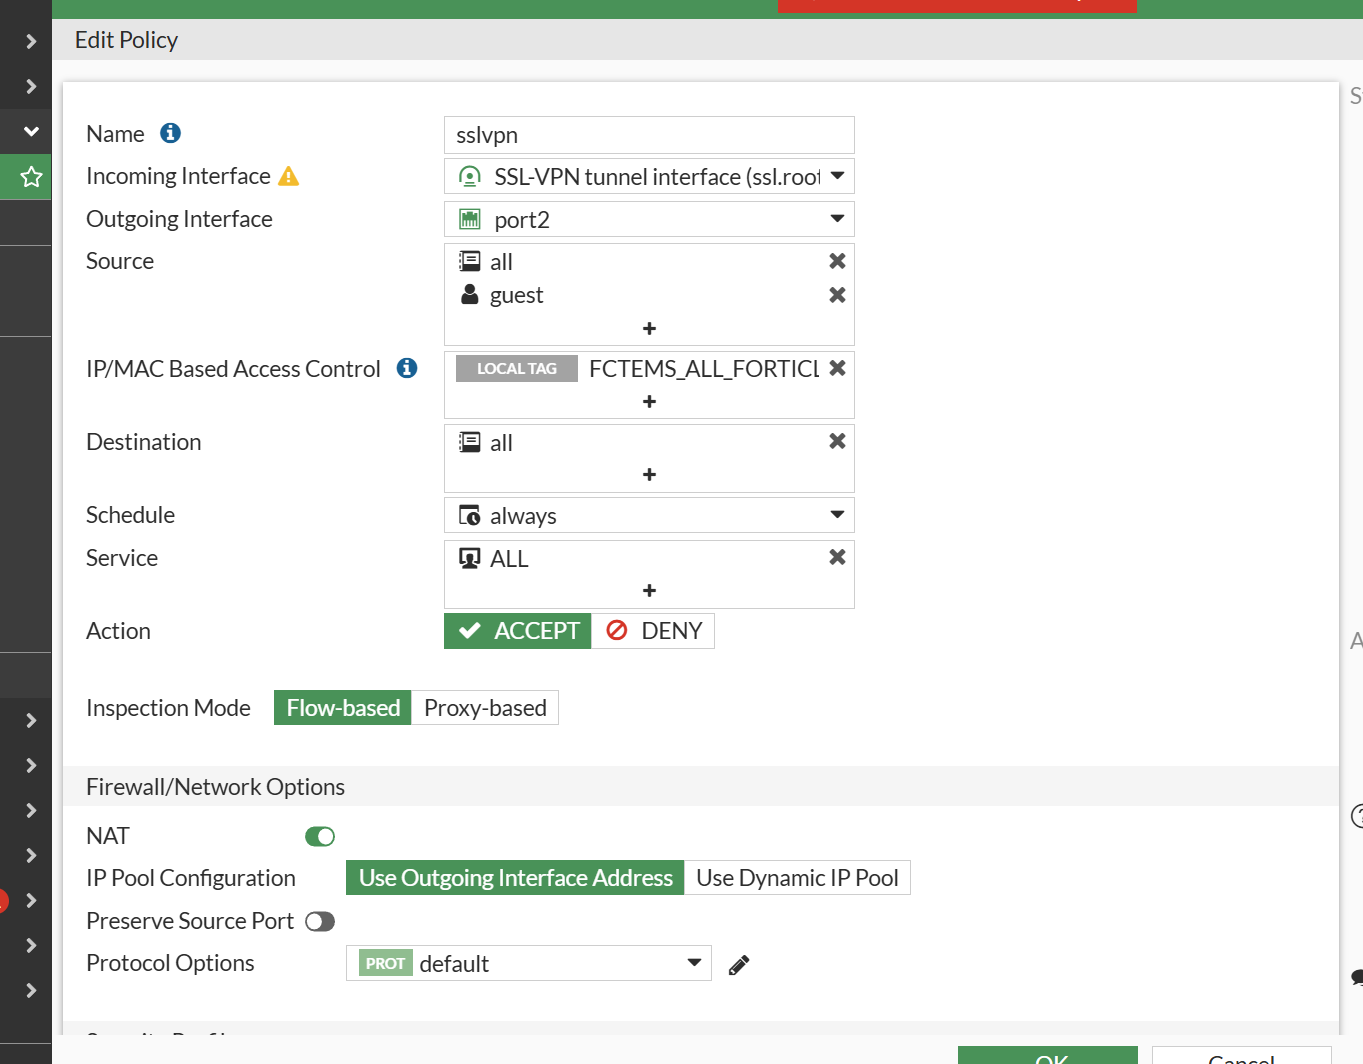 Edit Policy
Name
sslvpn
Incoming Interface
SSL-VPN tunnel interface (ssl.root
Outgoing Interface
port2
Source
all
guest
IP/MAC Based Access Control
LOCAL TAG FCTEMS_ALL_FORTICL
Destination
all
Schedule
always
Service
ALL
Action
ACCEPT DENY
Inspection Mode Flow-based Proxy-based
Firewall/Network Options
NAT
IP Pool Configuration Use Outgoing Interface Address Use Dynamic IP Pool
Preserve Source Port
Protocol Options PROT default
OK Cancel